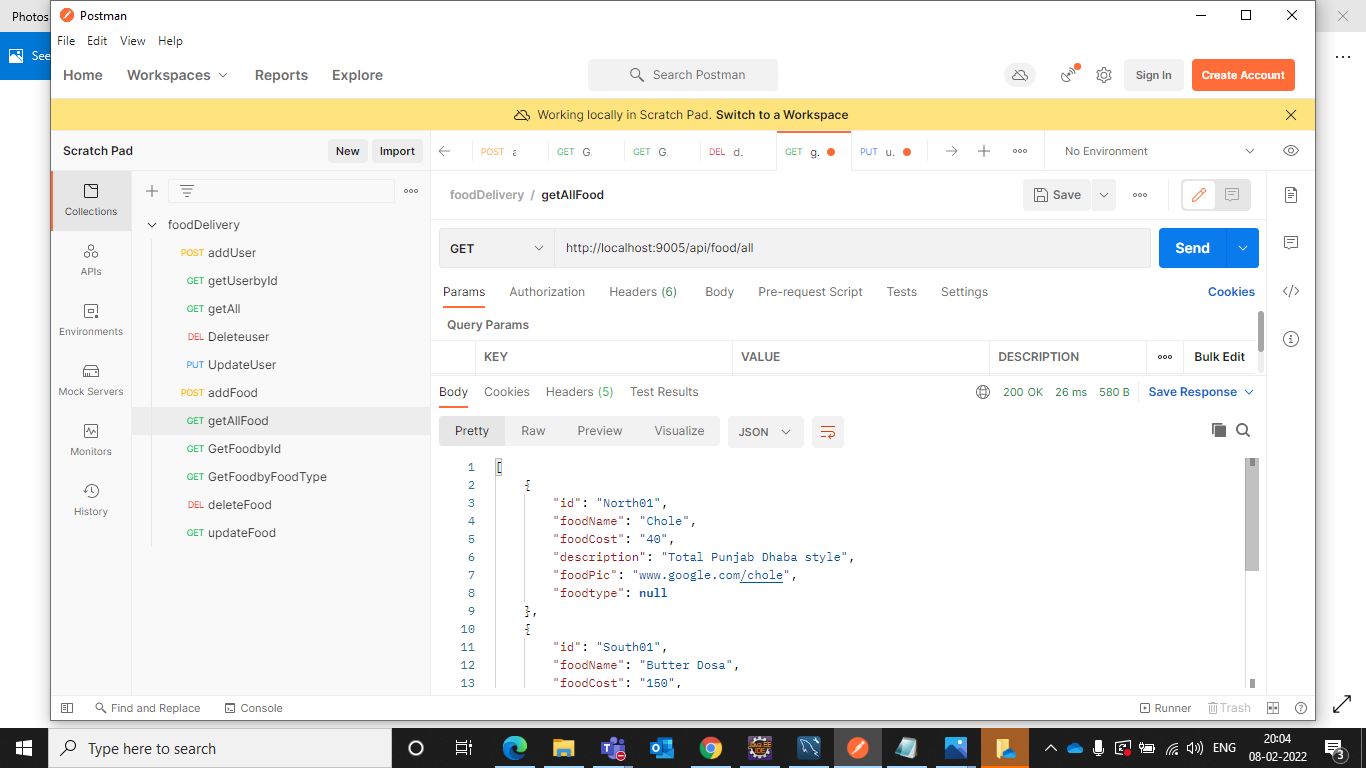 Photos
Postman
File Edit View Help
See
Home Workspaces Reports Explore
Search Postman
Sign In
Create Account
Working locally in Scratch Pad. Switch to a Workspace
Scratch Pad
New Import
POST
GET G.
GET G.
DEL d.
GET g.
PUT u.
No Environment
Collections
APIs
Environments
Mock Servers
Monitors
History
foodDelivery
POST addUser
GET getUserbyId
GET getAll
DEL Deleteuser
PUT UpdateUser
POST addFood
GET getAllFood
GET GetFoodbyId
GET GetFoodbyFoodType
DEL deleteFood
GET updateFood
foodDelivery / getAllFood
Save
GET http://localhost:9005/api/food/all
Send
Params Authorization Headers (6) Body Pre-request Script Tests Settings Cookies
Query Params
KEY VALUE DESCRIPTION Bulk Edit
Body Cookies Headers (5) Test Results 200 OK 26 ms 580 B Save Response
Pretty Raw Preview Visualize JSON
1 [
2 {
3 "id": "North01",
4 "foodName": "Chole",
5 "foodCost": "40",
6 "description": "Total Punjab Dhaba style",
7 "foodPic": "www.google.com/chole",
8 "foodtype": null
9 },
10 {
11 "id": "South01",
12 "foodName": "Butter Dosa",
13 "foodCost": "150",
Find and Replace Console
Runner Trash
Type here to search
ENG
20:04
08-02-2022
3